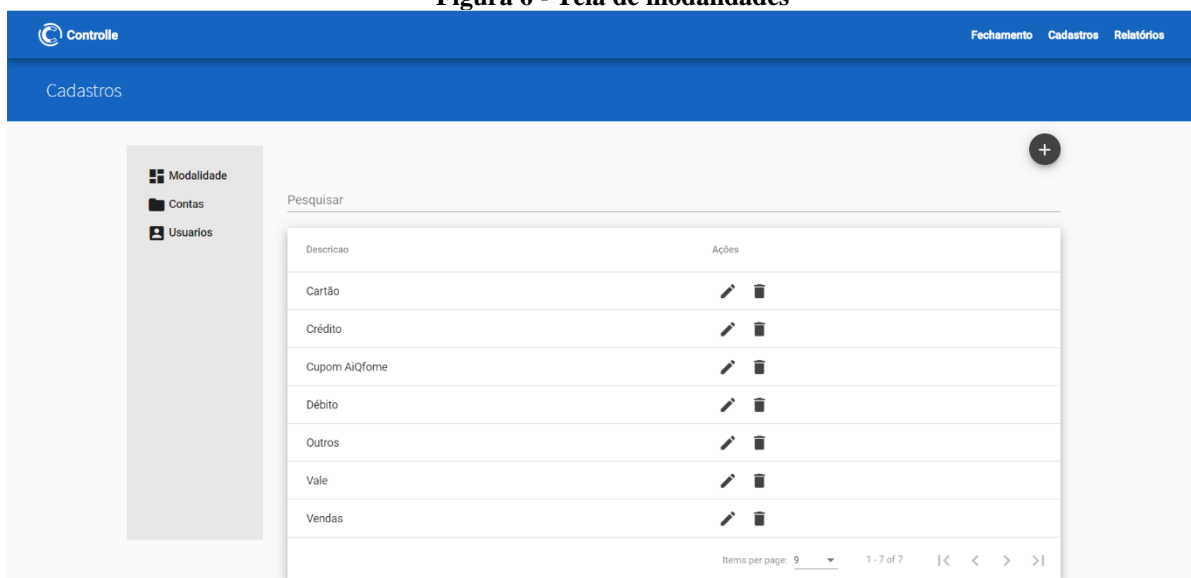 Figura 6 - Tela de modalidades
Controlle
Fechamento Cadastros Relatórios
Cadastros
Modalidade
Contas
Usuarios
+
Pesquisar
Descricao Ações
Cartão
Crédito
Cupom AiQfome
Débito
Outros
Vale
Vendas
Items per page: 9 1 - 7 of 7